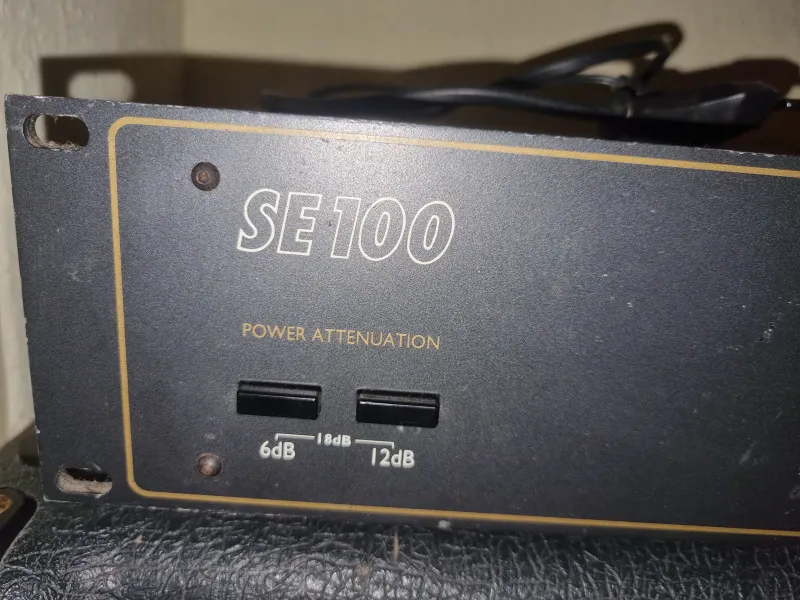 SE 100
POWER ATTENUATION
18dB
6dB 12dB